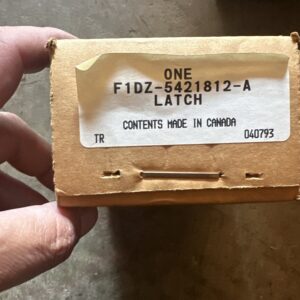 ONE
F1DZ-5421812-A
LATCH
CONTENTS MADE IN CANADA
TR 040793